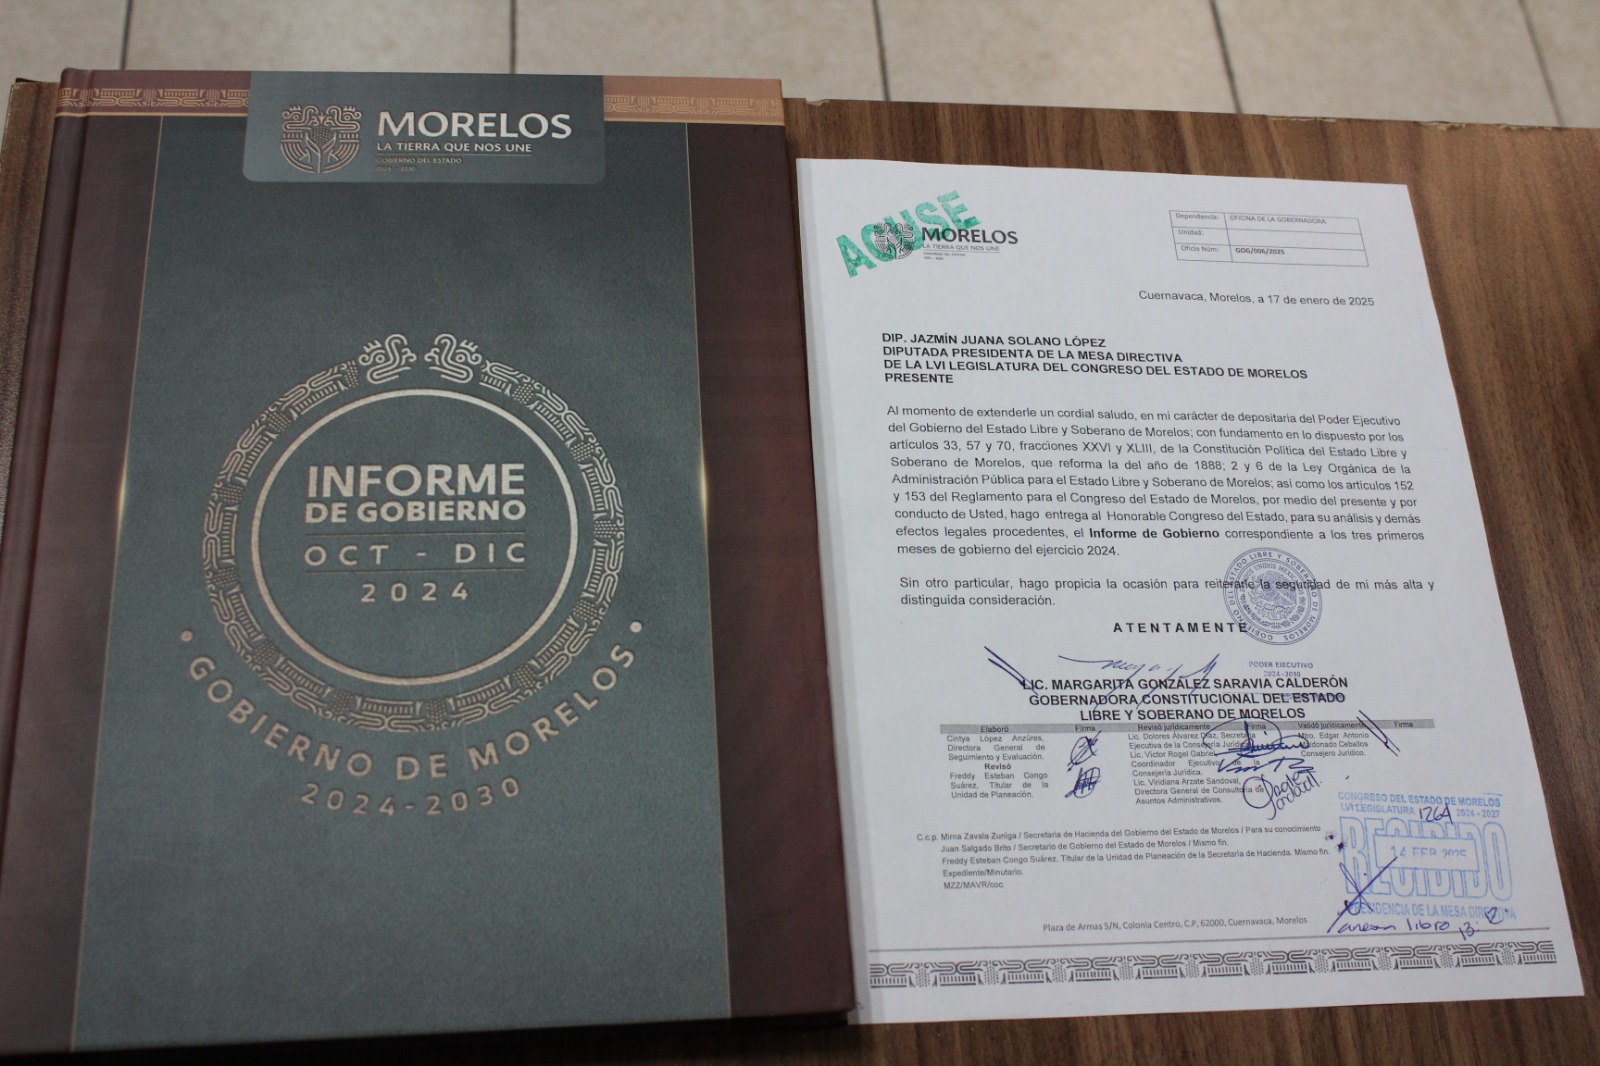 MORELOS
LA TIERRA QUE NOS UNE
GOBIERNO DEL ESTADO
2024 - 2030
INFORME
DE GOBIERNO
OCT - DIC
2024
GOBIERNO DE MORELOS
2024-2030
ACUSE
MORELOS
LA TIERRA QUE NOS UNE
Dependencia: OFICINA DE LA GOBERNADORA
Unidad:
Oficio Núm: GOG/006/2025
Cuernavaca, Morelos, a 17 de enero de 2025
DIP. JAZMÍN JUANA SOLANO LÓPEZ
DIPUTADA PRESIDENTA DE LA MESA DIRECTIVA
DE LA LVI LEGISLATURA DEL CONGRESO DEL ESTADO DE MORELOS
PRESENTE
Al momento de extenderle un cordial saludo, en mi carácter de depositaria del Poder Ejecutivo
del Gobierno del Estado Libre y Soberano de Morelos; con fundamento en lo dispuesto por los
artículos 33, 57 y 70, fracciones XXVI y XLIII, de la Constitución Política del Estado Libre y
Soberano de Morelos, que reforma la del año de 1888; 2 y 6 de la Ley Orgánica de la
Administración Pública para el Estado Libre y Soberano de Morelos; así como los artículos 152
y 153 del Reglamento para el Congreso del Estado de Morelos, por medio del presente y por
conducto de Usted, hago entrega al Honorable Congreso del Estado, para su análisis y demás
efectos legales procedentes, el Informe de Gobierno correspondiente a los tres primeros
meses de gobierno del ejercicio 2024.
Sin otro particular, hago propicia la ocasión para reiterarle la seguridad de mi más alta y
distinguida consideración.
ATENTAMENTE
PODER EJECUTIVO
2024-2030
LIC. MARGARITA GONZÁLEZ SARAVIA CALDERÓN
GOBERNADORA CONSTITUCIONAL DEL ESTADO
LIBRE Y SOBERANO DE MORELOS
Elaboró Firma Revisó jurídicamente Firma Validó jurídicamente Firma
Cintya López Anzúres,
Directora General de
Seguimiento y Evaluación.
Revisó
Freddy Esteban Congo
Suárez, Titular de la
Unidad de Planeación.
Lic. Dolores Álvarez Díaz, Secretaria
Ejecutiva de la Consejería Jurídica.
Lic. Víctor Rogel Gabriel,
Coordinador Ejecutivo de la
Consejería Jurídica.
Lic. Viridiana Arzate Sandoval,
Directora General de Consultoría de
Asuntos Administrativos.
Mtro. Edgar Antonio
Maldonado Ceballos
Consejero Jurídico.
C.c.p. Mirna Zavala Zuñiga / Secretaria de Hacienda del Gobierno del Estado de Morelos / Para su conocimiento
Juan Salgado Brito / Secretario de Gobierno del Estado de Morelos / Mismo fin.
Freddy Esteban Congo Suárez. Titular de la Unidad de Planeación de la Secretaría de Hacienda. Mismo fin.
Expediente/Minutario.
MZZ/MAVR/coc
CONGRESO DEL ESTADO DE MORELOS
LVI LEGISLATURA 1264 2024 - 2027
RECIBIDO
14 FEB 2025
PRESIDENCIA DE LA MESA DIRECTIVA
libro
Plaza de Armas S/N, Colonia Centro, C.P, 62000, Cuernavaca, Morelos